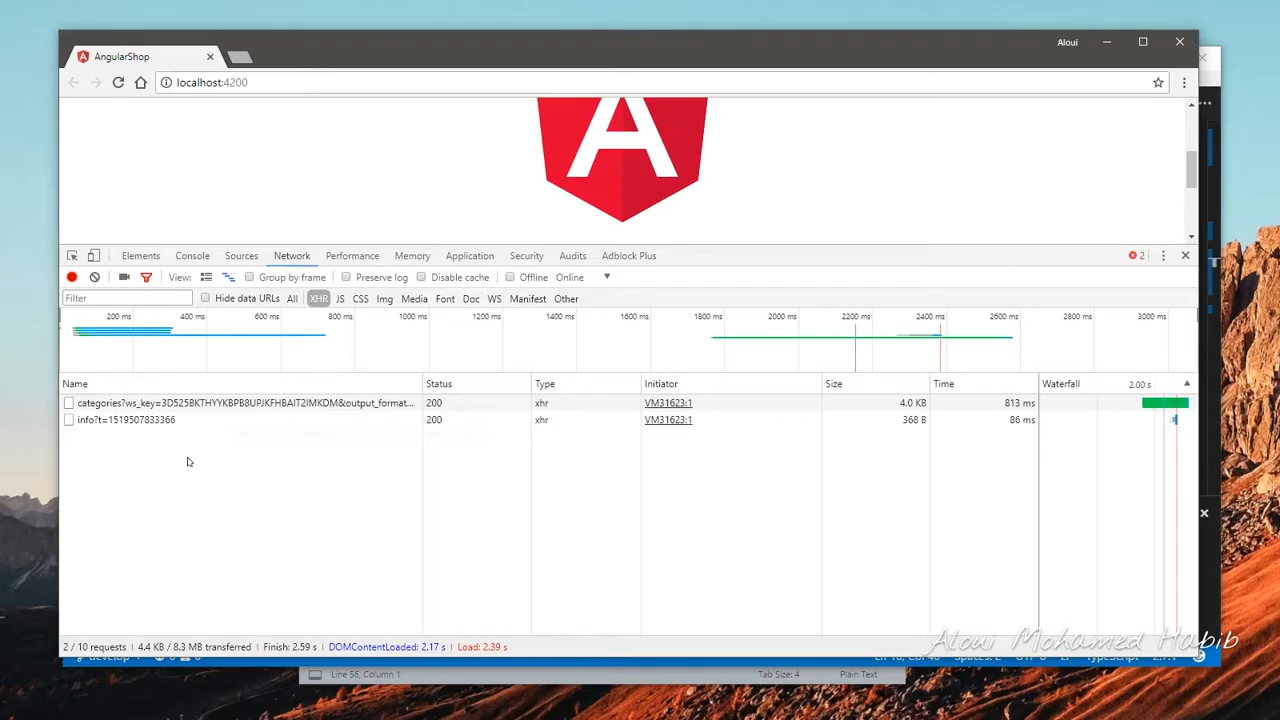 AngularShop
Aloui
localhost:4200
A
Elements Console Sources Network Performance Memory Application Security Audits Adblock Plus 2
View: Group by frame Preserve log Disable cache Offline Online
Filter Hide data URLs All XHR JS CSS Img Media Font Doc WS Manifest Other
200 ms 400 ms 600 ms 800 ms 1000 ms 1200 ms 1400 ms 1600 ms 1800 ms 2000 ms 2200 ms 2400 ms 2600 ms 2800 ms 3000 ms
Name Status Type Initiator Size Time Waterfall 2.00 s
categories?ws_key=3D525BKTHYYKBPB8UPJKFHBAIT2IMKDM&output_format... 200 xhr VM31623:1 4.0 KB 813 ms
info?t=1519507833366 200 xhr VM31623:1 368 B 86 ms
Aloui Mohamed Habib
2 / 10 requests | 4.4 KB / 8.3 MB transferred | Finish: 2.59 s | DOMContentLoaded: 2.17 s | Load: 2.39 s
Line 56, Column 1 Tab Size: 4 Plain Text